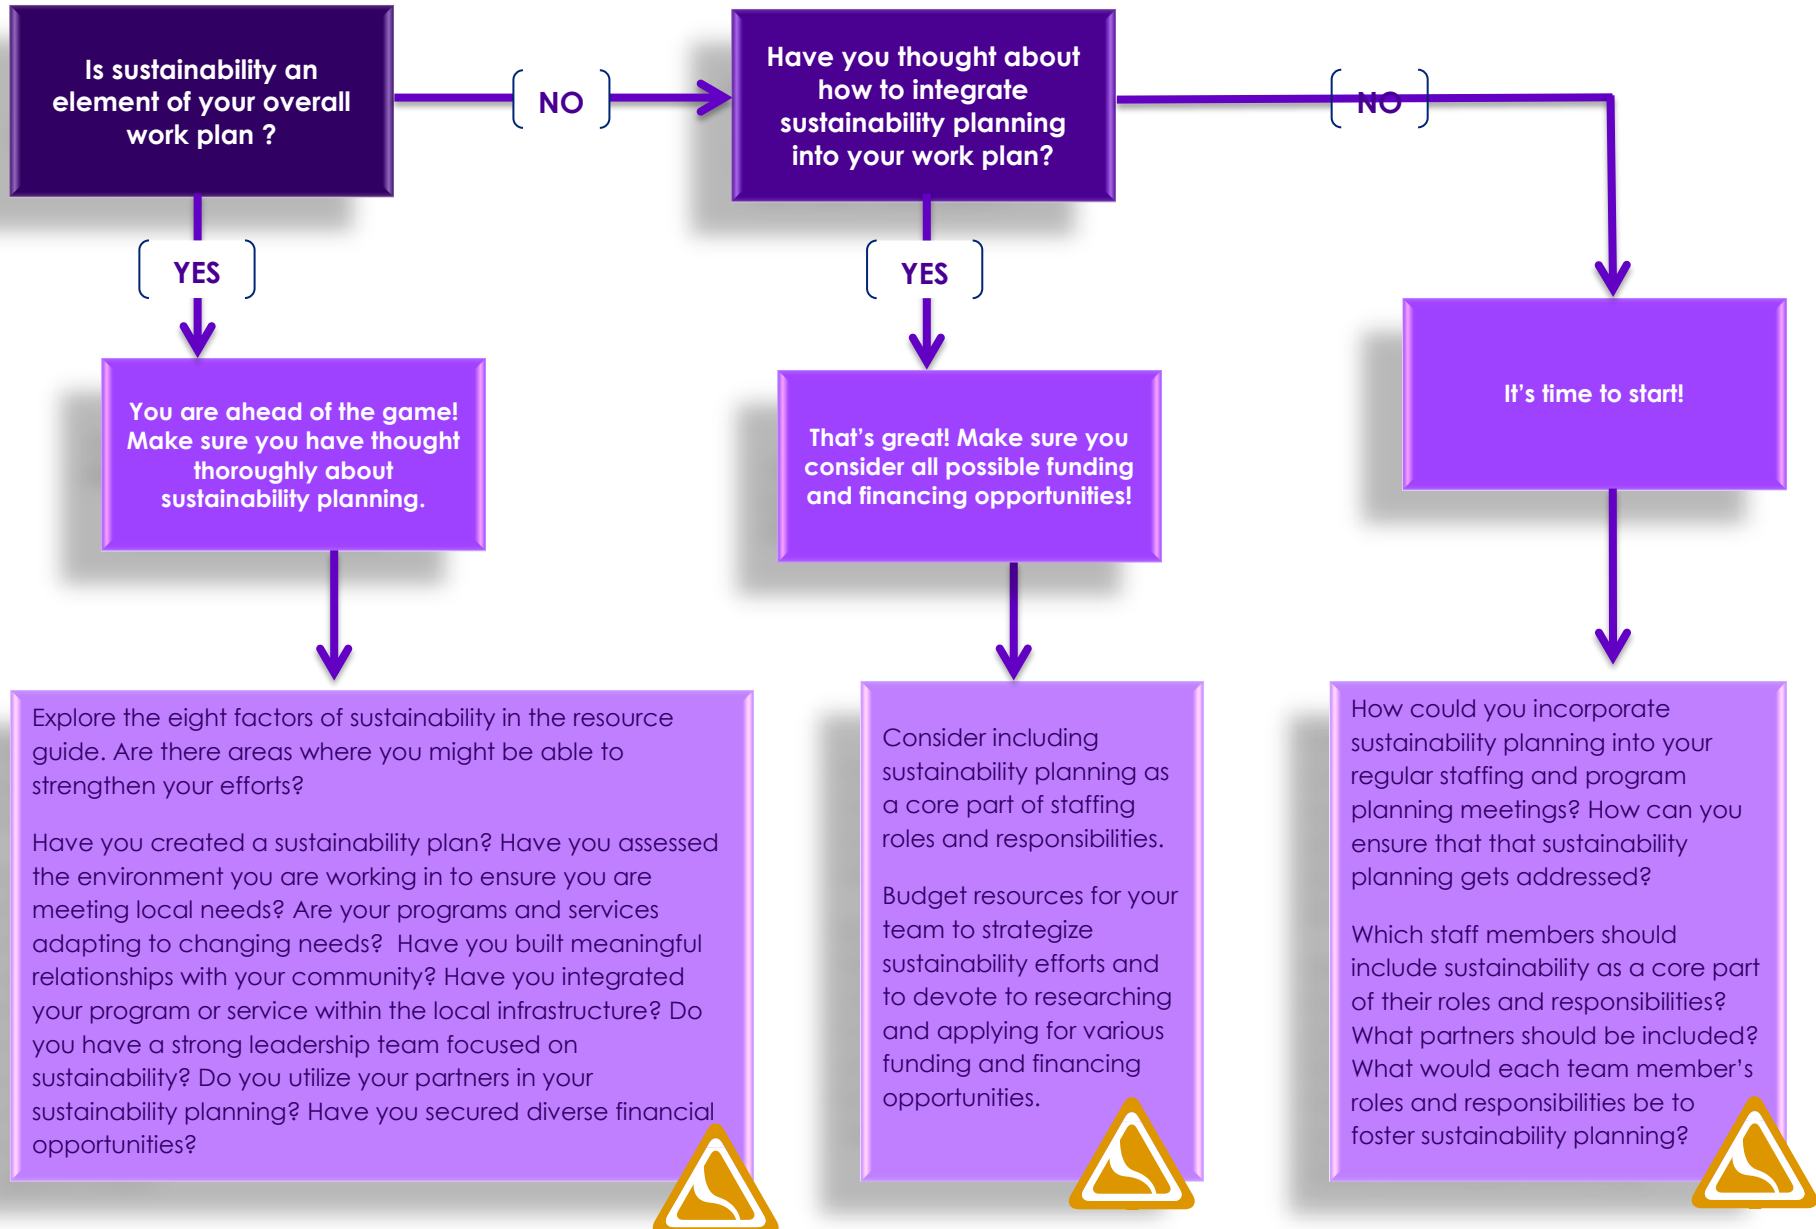 Is sustainability an
element of your overall
work plan ?
NO
Have you thought about
how to integrate
sustainability planning
into your work plan?
NO
YES
YES
You are ahead of the game!
Make sure you have thought
thoroughly about
sustainability planning.
That’s great! Make sure you
consider all possible funding
and financing opportunities!
It’s time to start!
Explore the eight factors of sustainability in the resource
guide. Are there areas where you might be able to
strengthen your efforts?
Have you created a sustainability plan? Have you assessed
the environment you are working in to ensure you are
meeting local needs? Are your programs and services
adapting to changing needs?  Have you built meaningful
relationships with your community? Have you integrated
your program or service within the local infrastructure? Do
you have a strong leadership team focused on
sustainability? Do you utilize your partners in your
sustainability planning? Have you secured diverse financial
opportunities?
Consider including
sustainability planning as
a core part of staffing
roles and responsibilities.
Budget resources for your
team to strategize
sustainability efforts and
to devote to researching
and applying for various
funding and financing
opportunities.
How could you incorporate
sustainability planning into your
regular staffing and program
planning meetings? How can you
ensure that that sustainability
planning gets addressed?
Which staff members should
include sustainability as a core part
of their roles and responsibilities?
What partners should be included?
What would each team member’s
roles and responsibilities be to
foster sustainability planning?